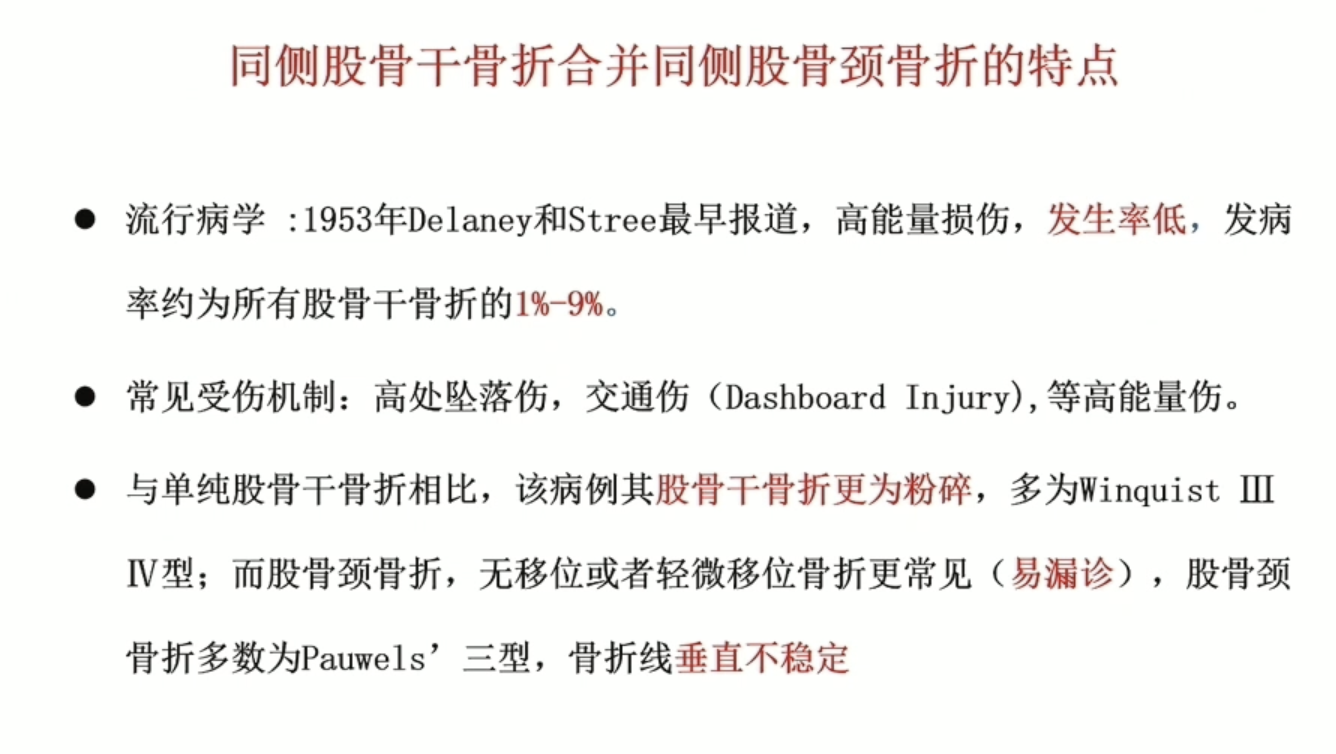 同侧股骨干骨折合并同侧股骨颈骨折的特点
● 流行病学 :1953年Delaney和Stree最早报道，高能量损伤，发生率低，发病
率约为所有股骨干骨折的1%-9%。
● 常见受伤机制：高处坠落伤，交通伤（Dashboard Injury),等高能量伤。
● 与单纯股骨干骨折相比，该病例其股骨干骨折更为粉碎，多为Winquist Ⅲ
Ⅳ型；而股骨颈骨折，无移位或者轻微移位骨折更常见（易漏诊），股骨颈
骨折多数为Pauwels’三型，骨折线垂直不稳定